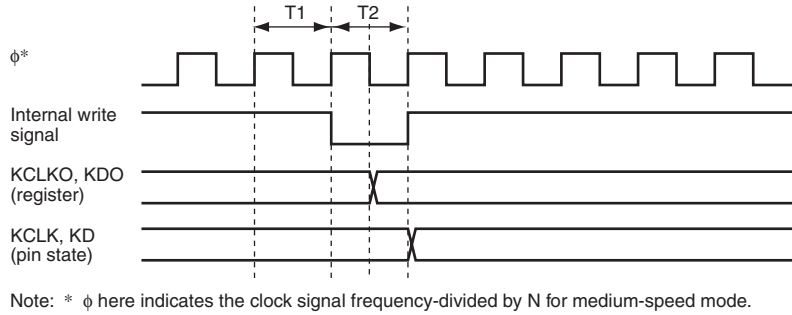 T1 T2
ϕ*
Internal write
signal
KCLKO, KDO
(register)
KCLK, KD
(pin state)
Note: * ϕ here indicates the clock signal frequency-divided by N for medium-speed mode.